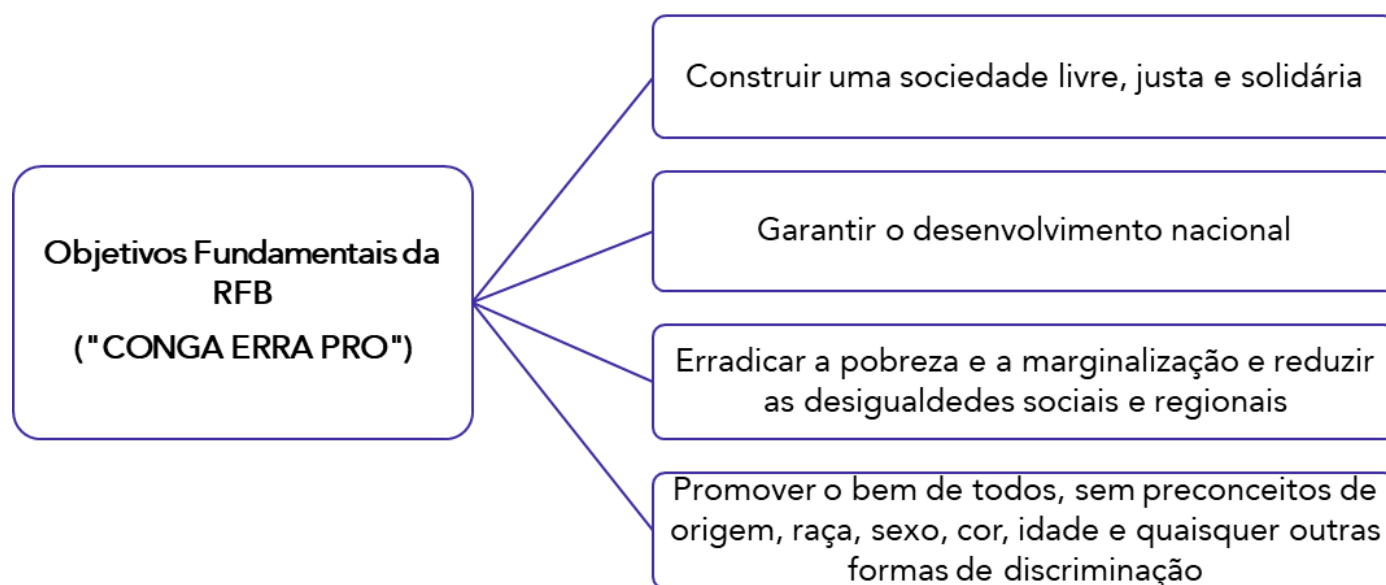 Objetivos Fundamentais da
RFB
("CONGA ERRA PRO")
Construir uma sociedade livre, justa e solidária
Garantir o desenvolvimento nacional
Erradicar a pobreza e a marginalização e reduzir
as desigualdedes sociais e regionais
Promover o bem de todos, sem preconceitos de
origem, raça, sexo, cor, idade e quaisquer outras
formas de discriminação